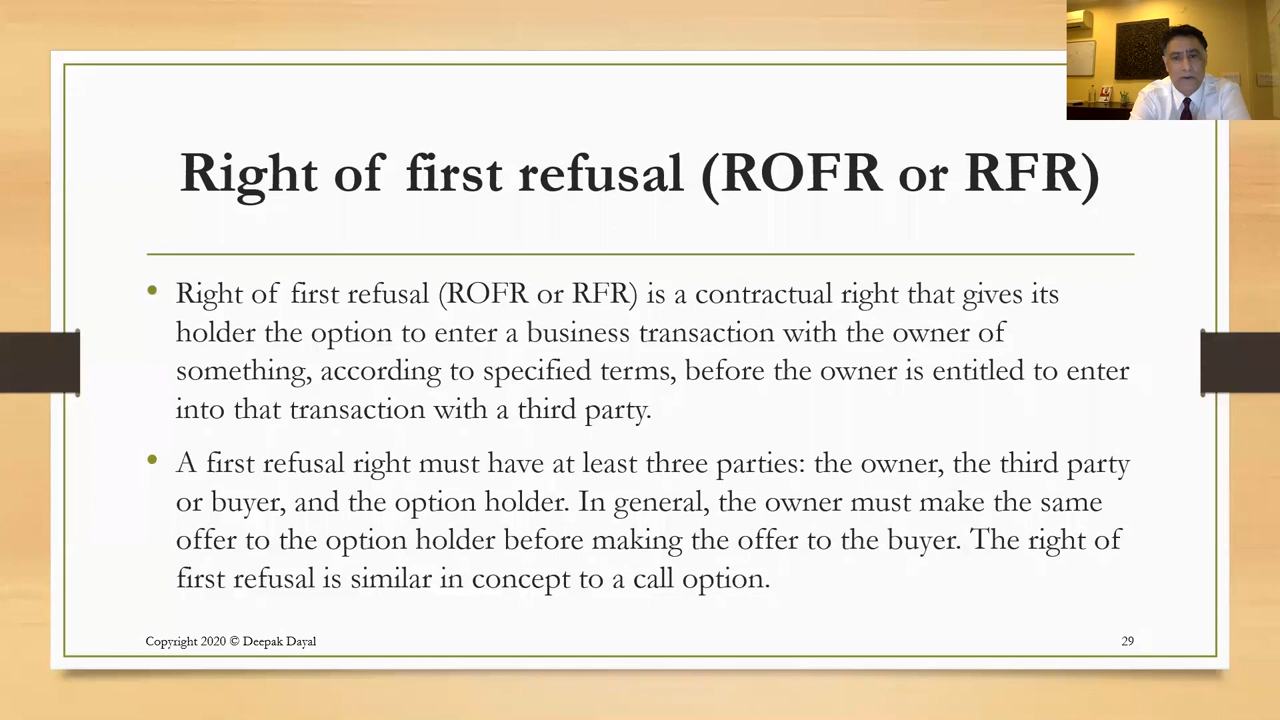 Right of first refusal (ROFR or RFR)
• Right of first refusal (ROFR or RFR) is a contractual right that gives its
holder the option to enter a business transaction with the owner of
something, according to specified terms, before the owner is entitled to enter
into that transaction with a third party.
• A first refusal right must have at least three parties: the owner, the third party
or buyer, and the option holder. In general, the owner must make the same
offer to the option holder before making the offer to the buyer. The right of
first refusal is similar in concept to a call option.
Copyright 2020 © Deepak Dayal
29